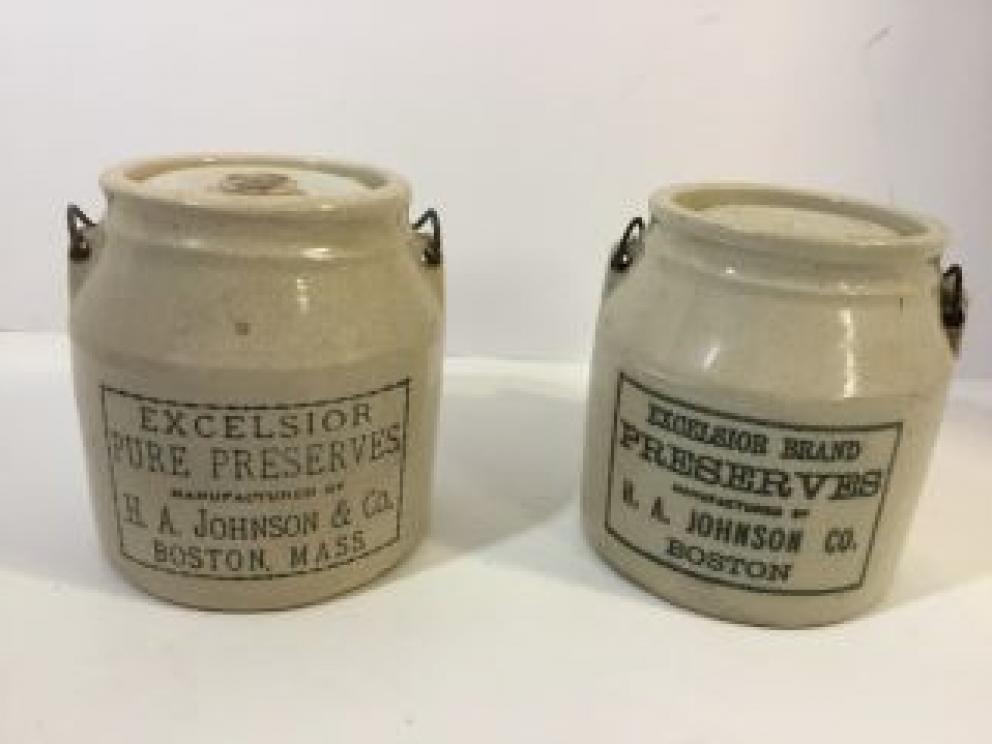 EXCELSIOR
PURE PRESERVES
MANUFACTURED BY
H. A. JOHNSON & CO.
BOSTON, MASS
EXCELSIOR BRAND
PRESERVES
MANUFACTURED BY
H. A. JOHNSON CO.
BOSTON